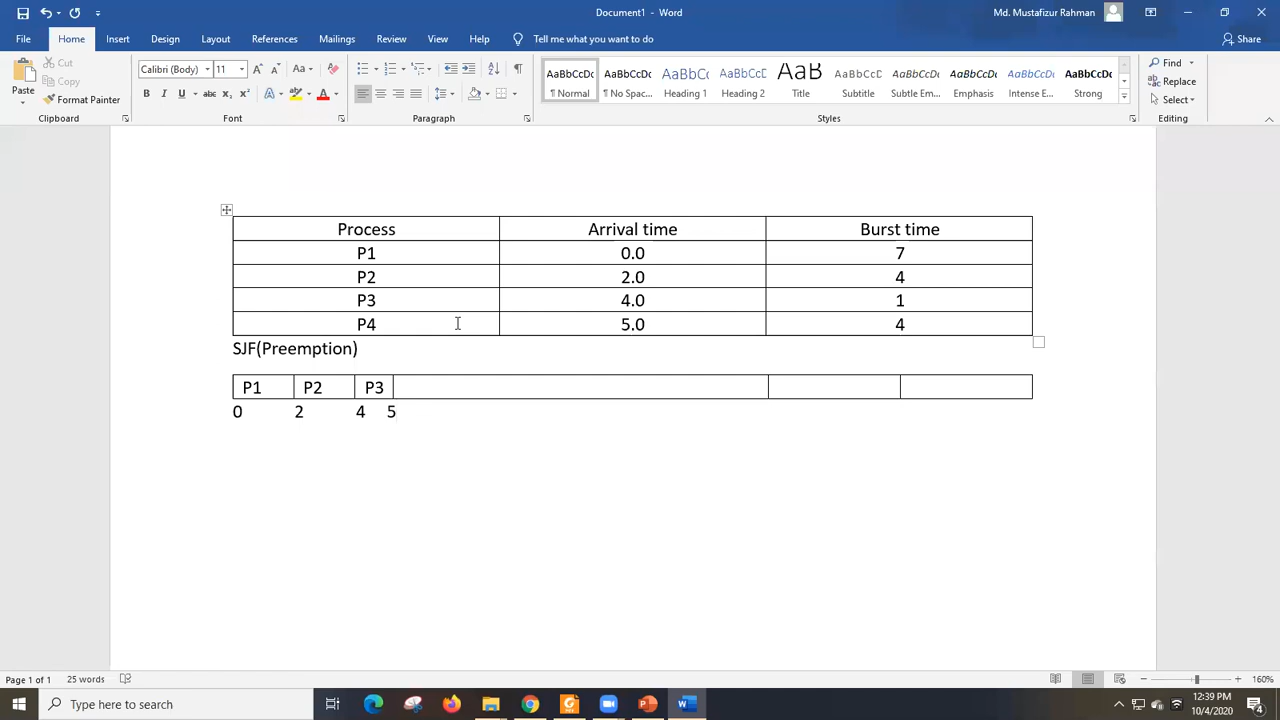 Document1 - Word
Md. Mustafizur Rahman
File Home Insert Design Layout References Mailings Review View Help Tell me what you want to do Share
Paste Cut Copy Format Painter
Calibri (Body) 11
AaBbCcDc AaBbCcDc AaBbCc AaBbCcD AaB AaBbCcD AaBbCcDc AaBbCcDc AaBbCcDc AaBbCcDc
¶ Normal ¶ No Spac... Heading 1 Heading 2 Title Subtitle Subtle Em... Emphasis Intense E... Strong
Find
Replace
Select
Clipboard Font Paragraph Styles Editing
Process Arrival time Burst time
P1 0.0 7
P2 2.0 4
P3 4.0 1
P4 5.0 4
SJF(Preemption)
P1 P2 P3
0 2 4 5
Page 1 of 1 25 words 160%
Type here to search
12:39 PM
10/4/2020
4